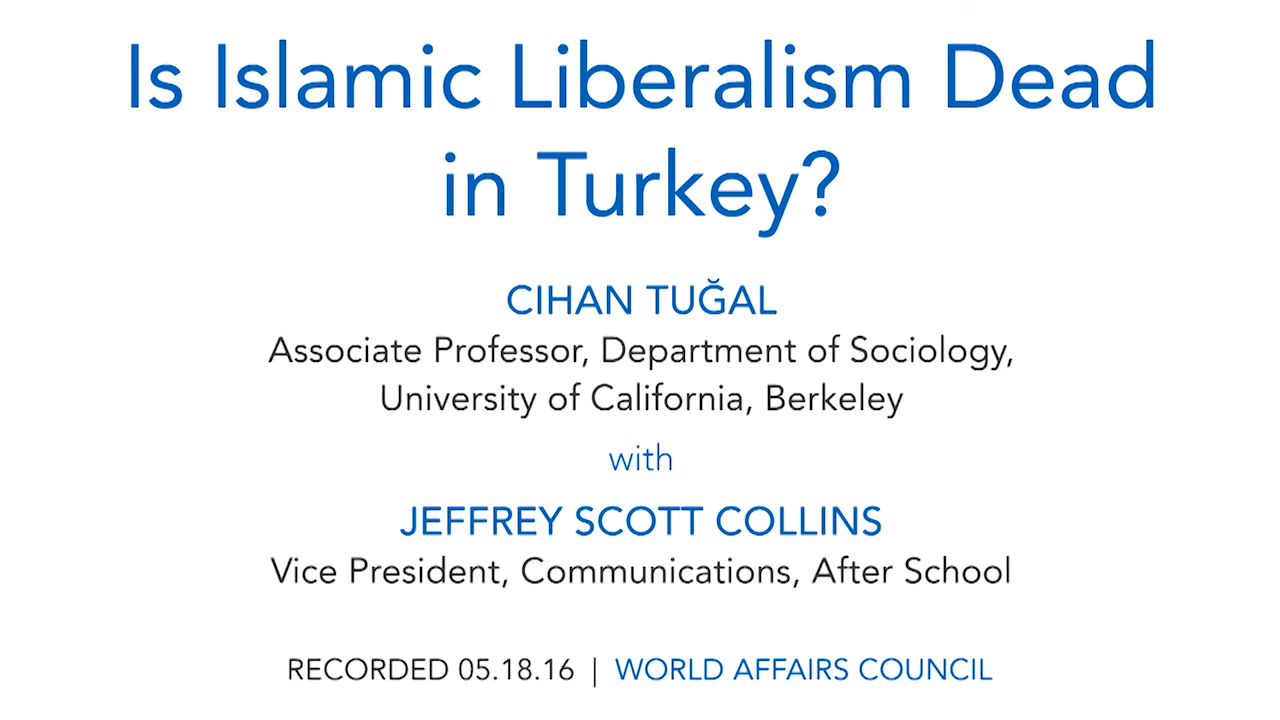 Is Islamic Liberalism Dead
in Turkey?
CIHAN TUĞAL
Associate Professor, Department of Sociology,
University of California, Berkeley
with
JEFFREY SCOTT COLLINS
Vice President, Communications, After School
RECORDED 05.18.16 | WORLD AFFAIRS COUNCIL